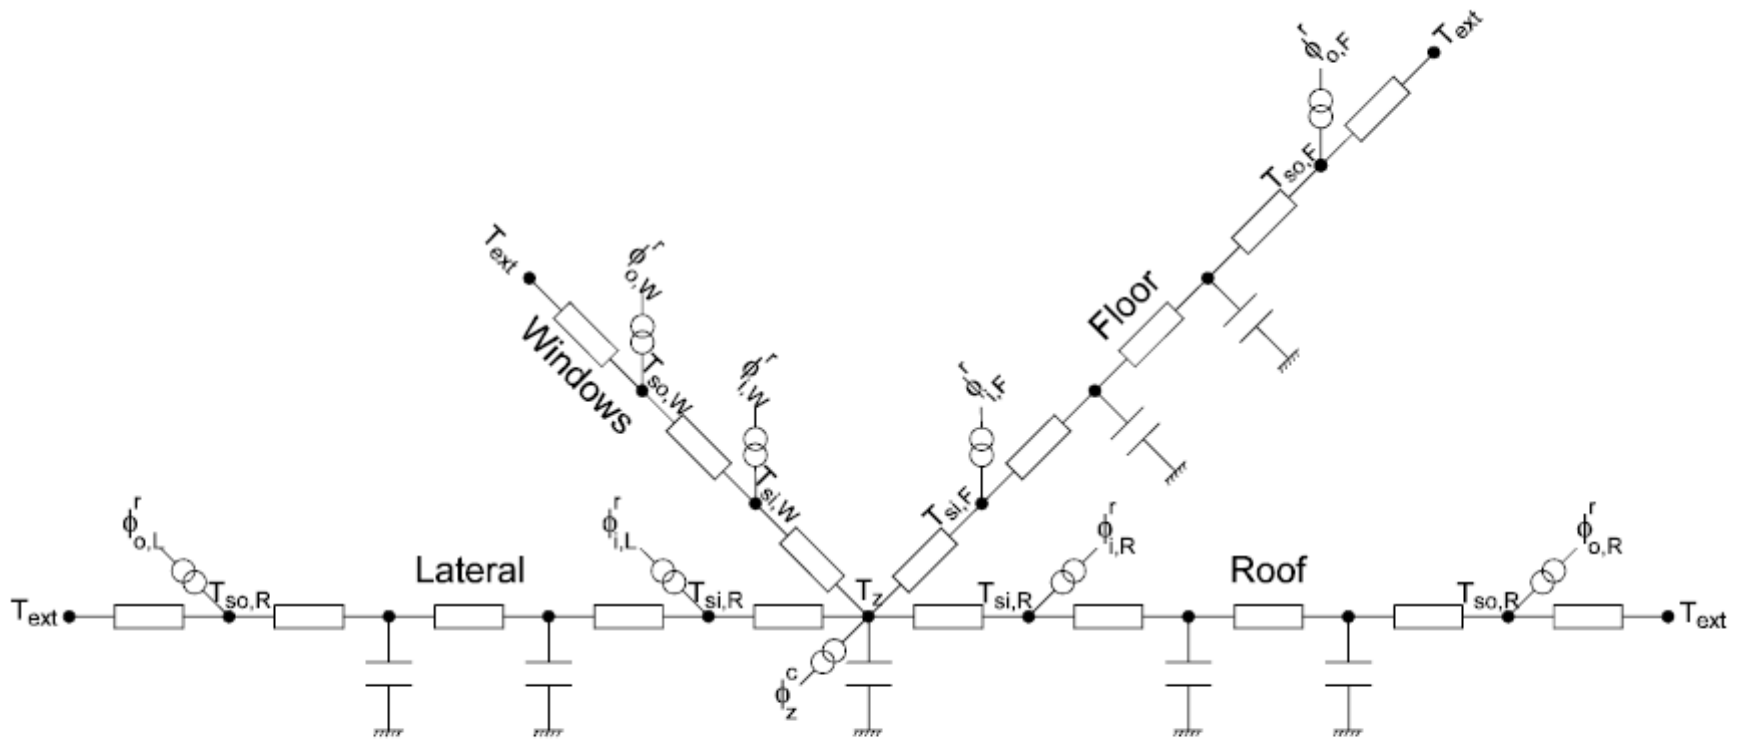 T_ext
ϕ^r_o,F
T_so,F
T_ext
ϕ^r_o,W
Windows
T_so,W
ϕ^r_i,W
T_si,W
Floor
ϕ^r_i,F
T_si,F
ϕ^r_o,L
ϕ^r_i,L
ϕ^r_i,R
ϕ^r_o,R
Lateral
Roof
T_ext
T_so,R
T_si,R
T_z
T_si,R
T_so,R
T_ext
ϕ^c_z